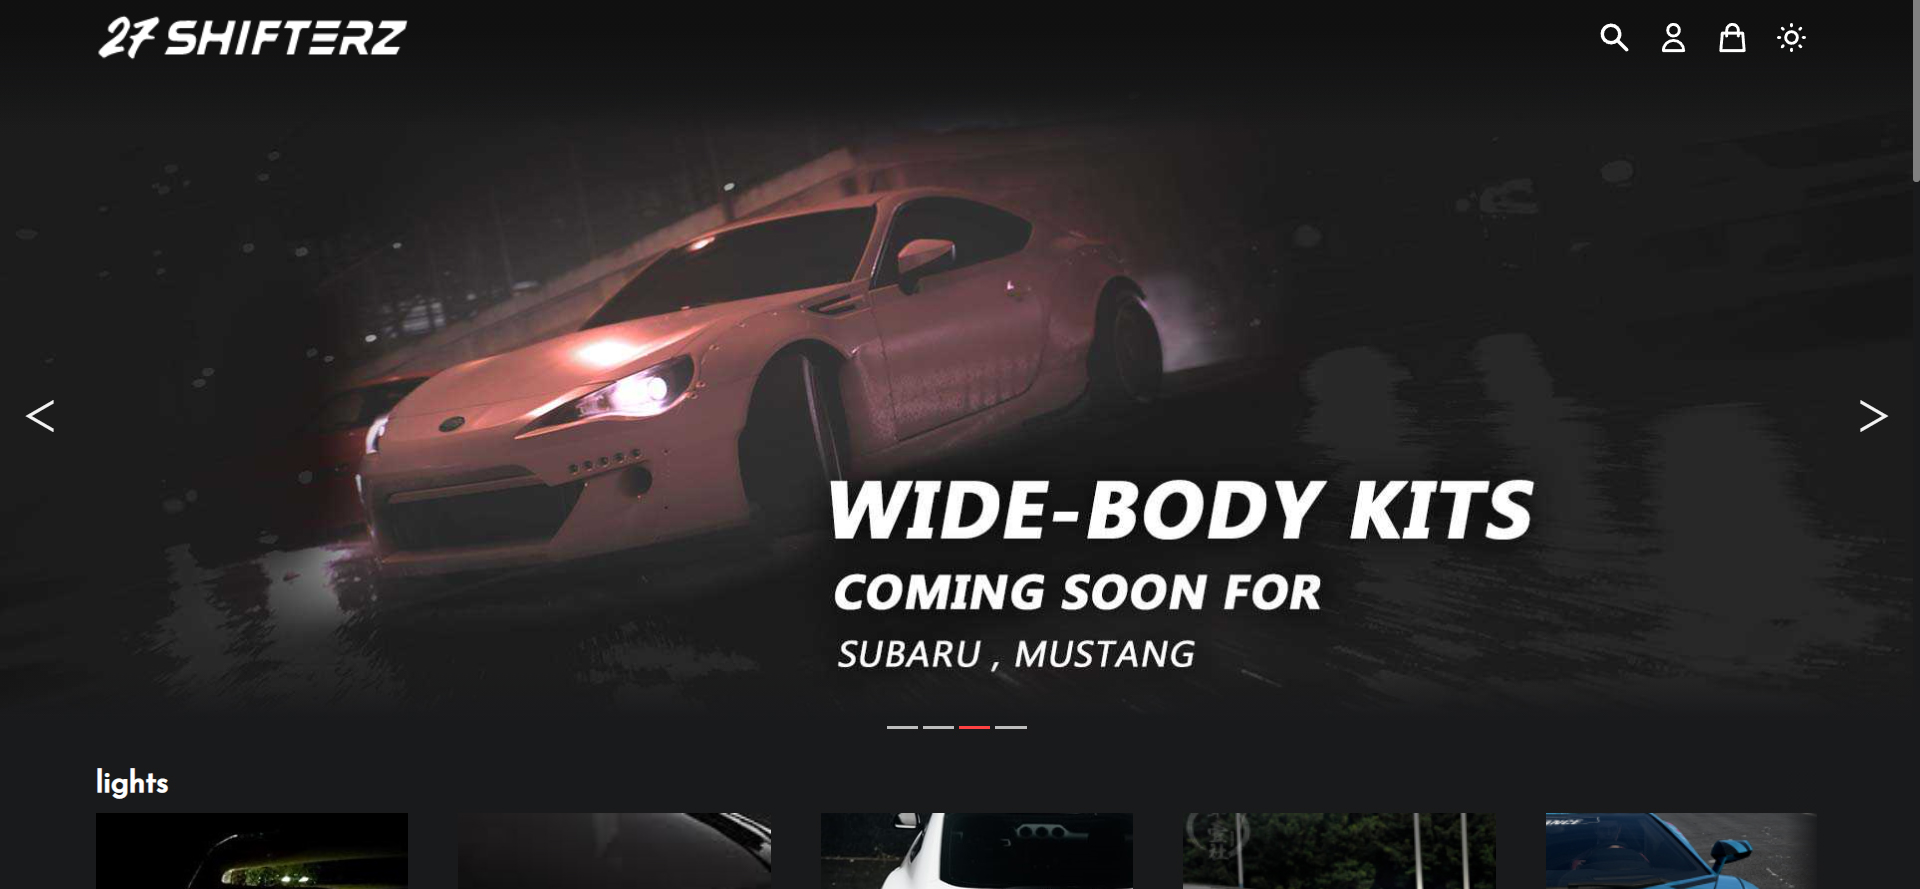 27 SHIFTERZ
WIDE-BODY KITS
COMING SOON FOR
SUBARU , MUSTANG
lights